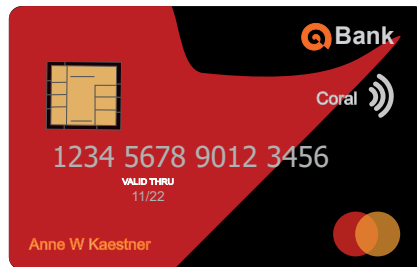 Bank
Coral
1234 5678 9012 3456
VALID THRU
11/22
Anne W Kaestner